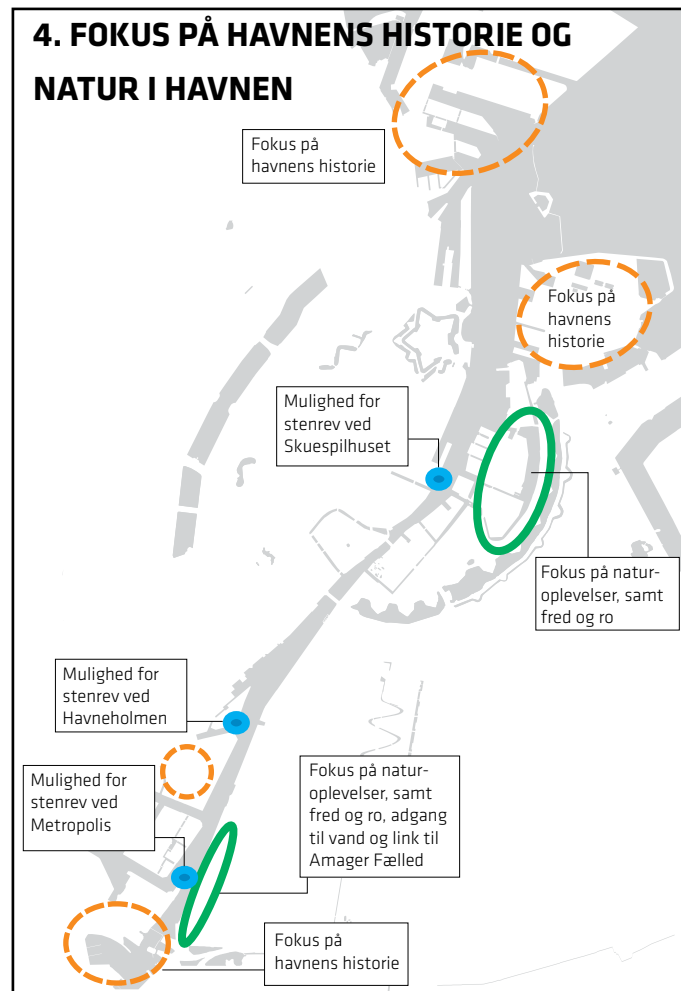 4. FOKUS PÅ HAVNENS HISTORIE OG
NATUR I HAVNEN
Fokus på
havnens historie
Fokus på
havnens
historie
Mulighed for
stenrev ved
Skuespilhuset
Fokus på natur-
oplevelser, samt
fred og ro
Mulighed for
stenrev ved
Havneholmen
Mulighed for
stenrev ved
Metropolis
Fokus på natur-
oplevelser, samt
fred og ro, adgang
til vand og link til
Amager Fælled
Fokus på
havnens historie